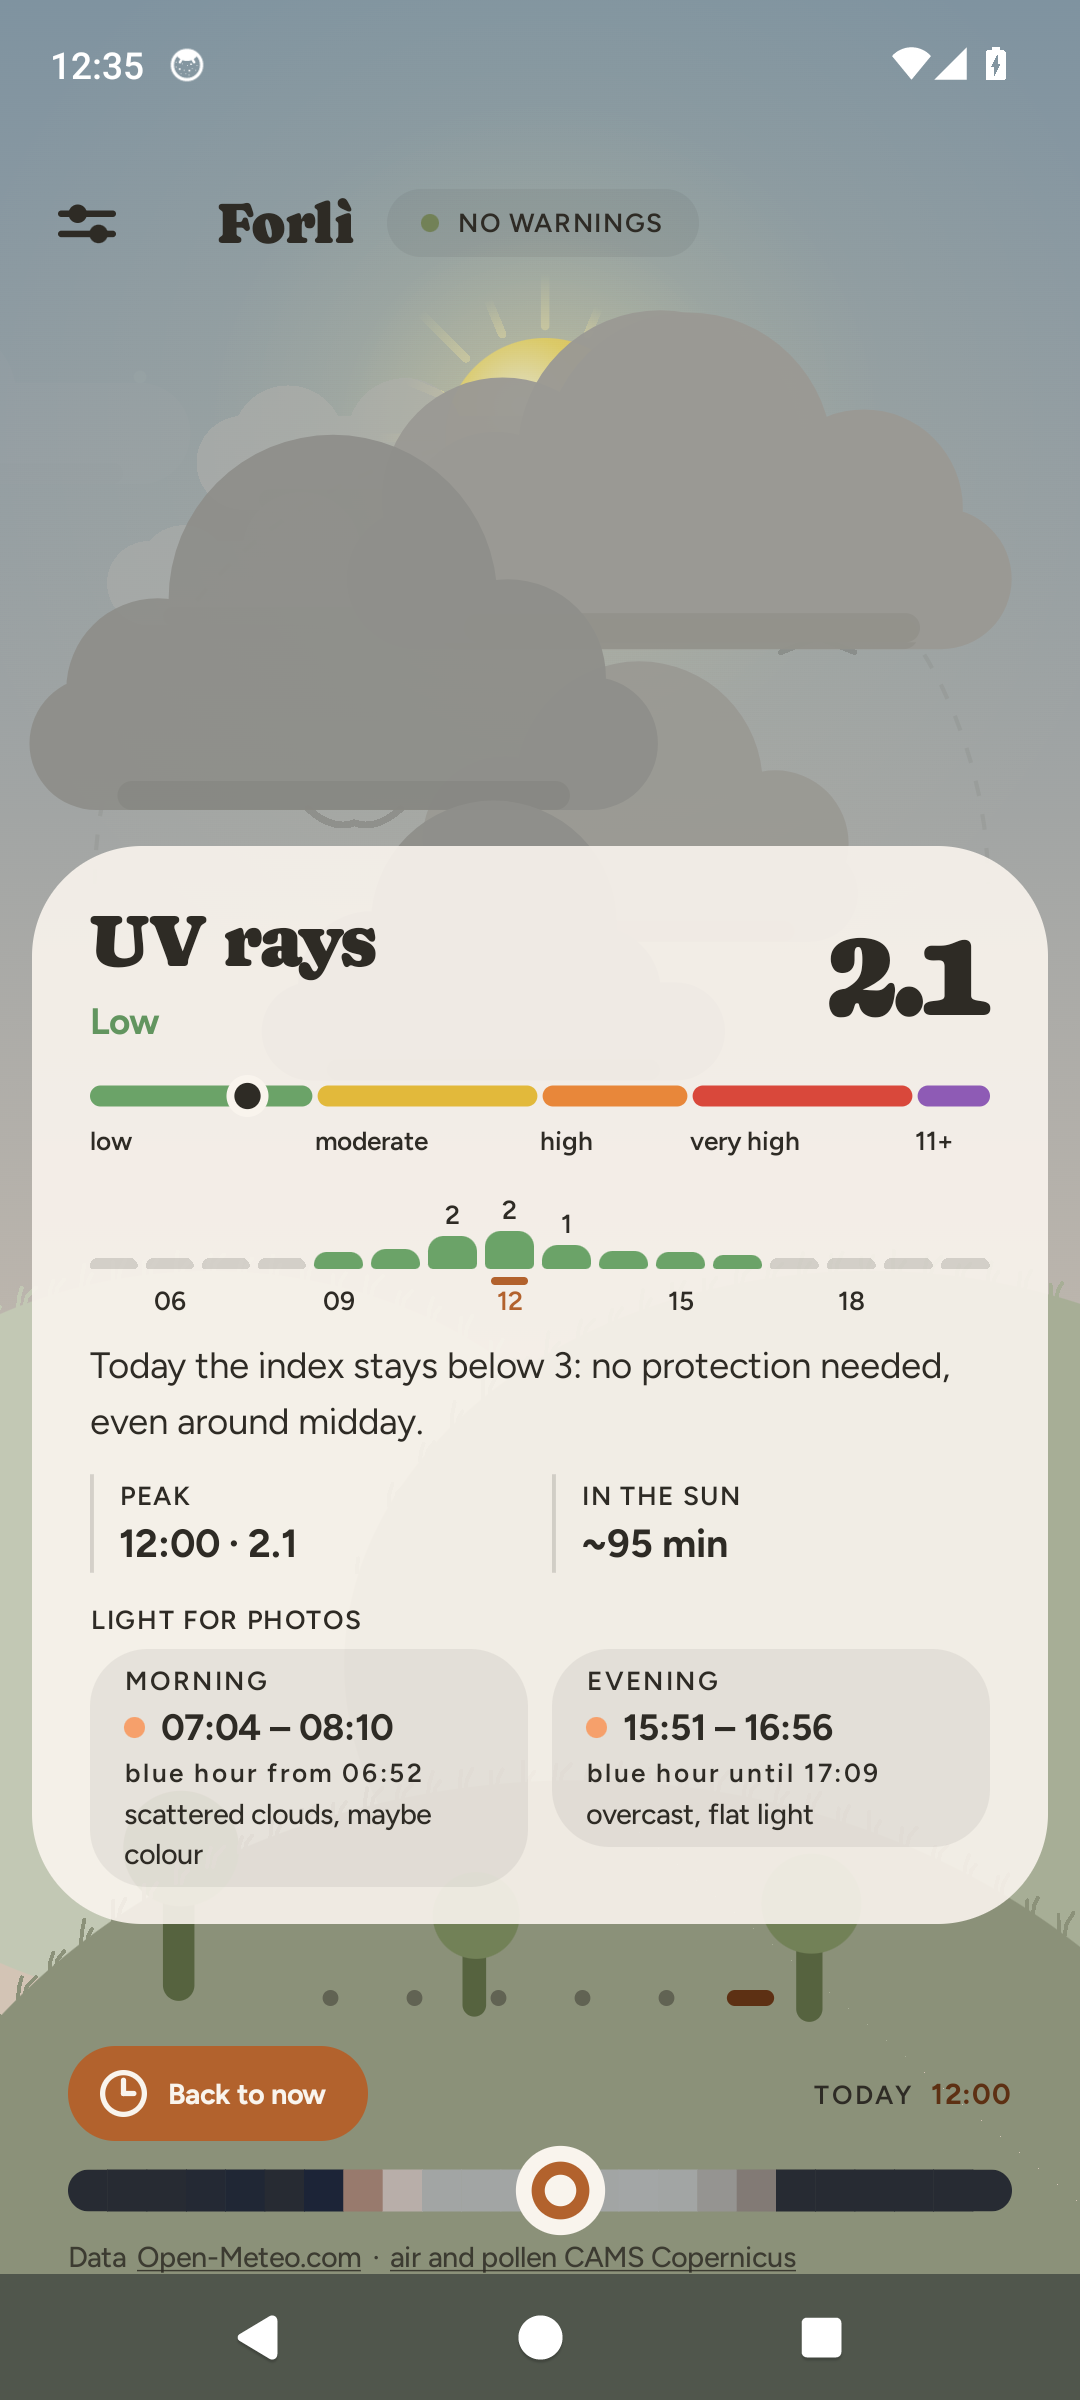 12:35
Forlì
NO WARNINGS
UV rays
2.1
Low
low moderate high very high 11+
2 2 1
06 09 12 15 18
Today the index stays below 3: no protection needed,
even around midday.
PEAK
12:00 · 2.1
IN THE SUN
~95 min
LIGHT FOR PHOTOS
MORNING
07:04 – 08:10
blue hour from 06:52
scattered clouds, maybe
colour
EVENING
15:51 – 16:56
blue hour until 17:09
overcast, flat light
Back to now
TODAY 12:00
Data Open-Meteo.com · air and pollen CAMS Copernicus